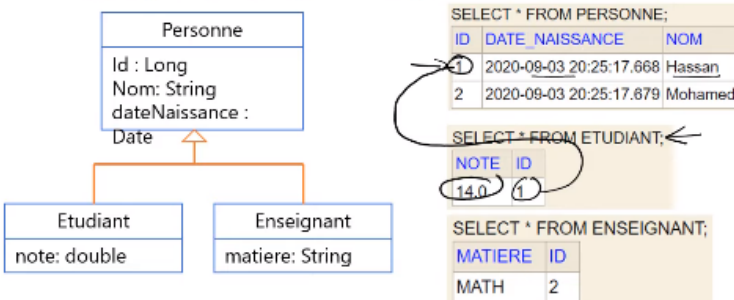 Personne
Id : Long
Nom: String
dateNaissance :
Date
Etudiant
note: double
Enseignant
matiere: String
SELECT * FROM PERSONNE;
ID DATE_NAISSANCE NOM
1 2020-09-03 20:25:17.668 Hassan
2 2020-09-03 20:25:17.679 Mohamed
SELECT * FROM ETUDIANT;
NOTE ID
14.0 1
SELECT * FROM ENSEIGNANT;
MATIERE ID
MATH 2